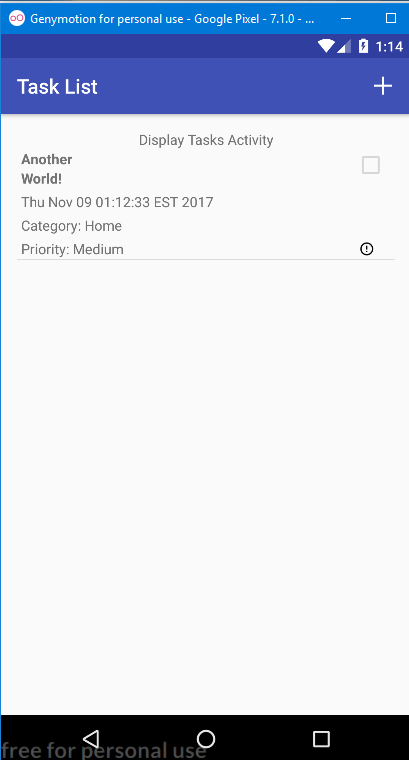 Genymotion for personal use - Google Pixel - 7.1.0 - ...
1:14
Task List
Display Tasks Activity
Another
World!
Thu Nov 09 01:12:33 EST 2017
Category: Home
Priority: Medium
free for personal use